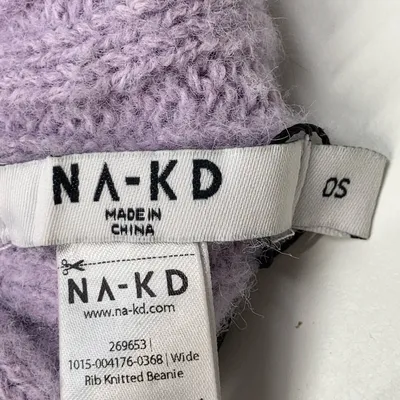 NA-KD
MADE IN
CHINA
OS
NA-KD
www.na-kd.com
269653 |
1015-004176-0368 | Wide
Rib Knitted Beanie